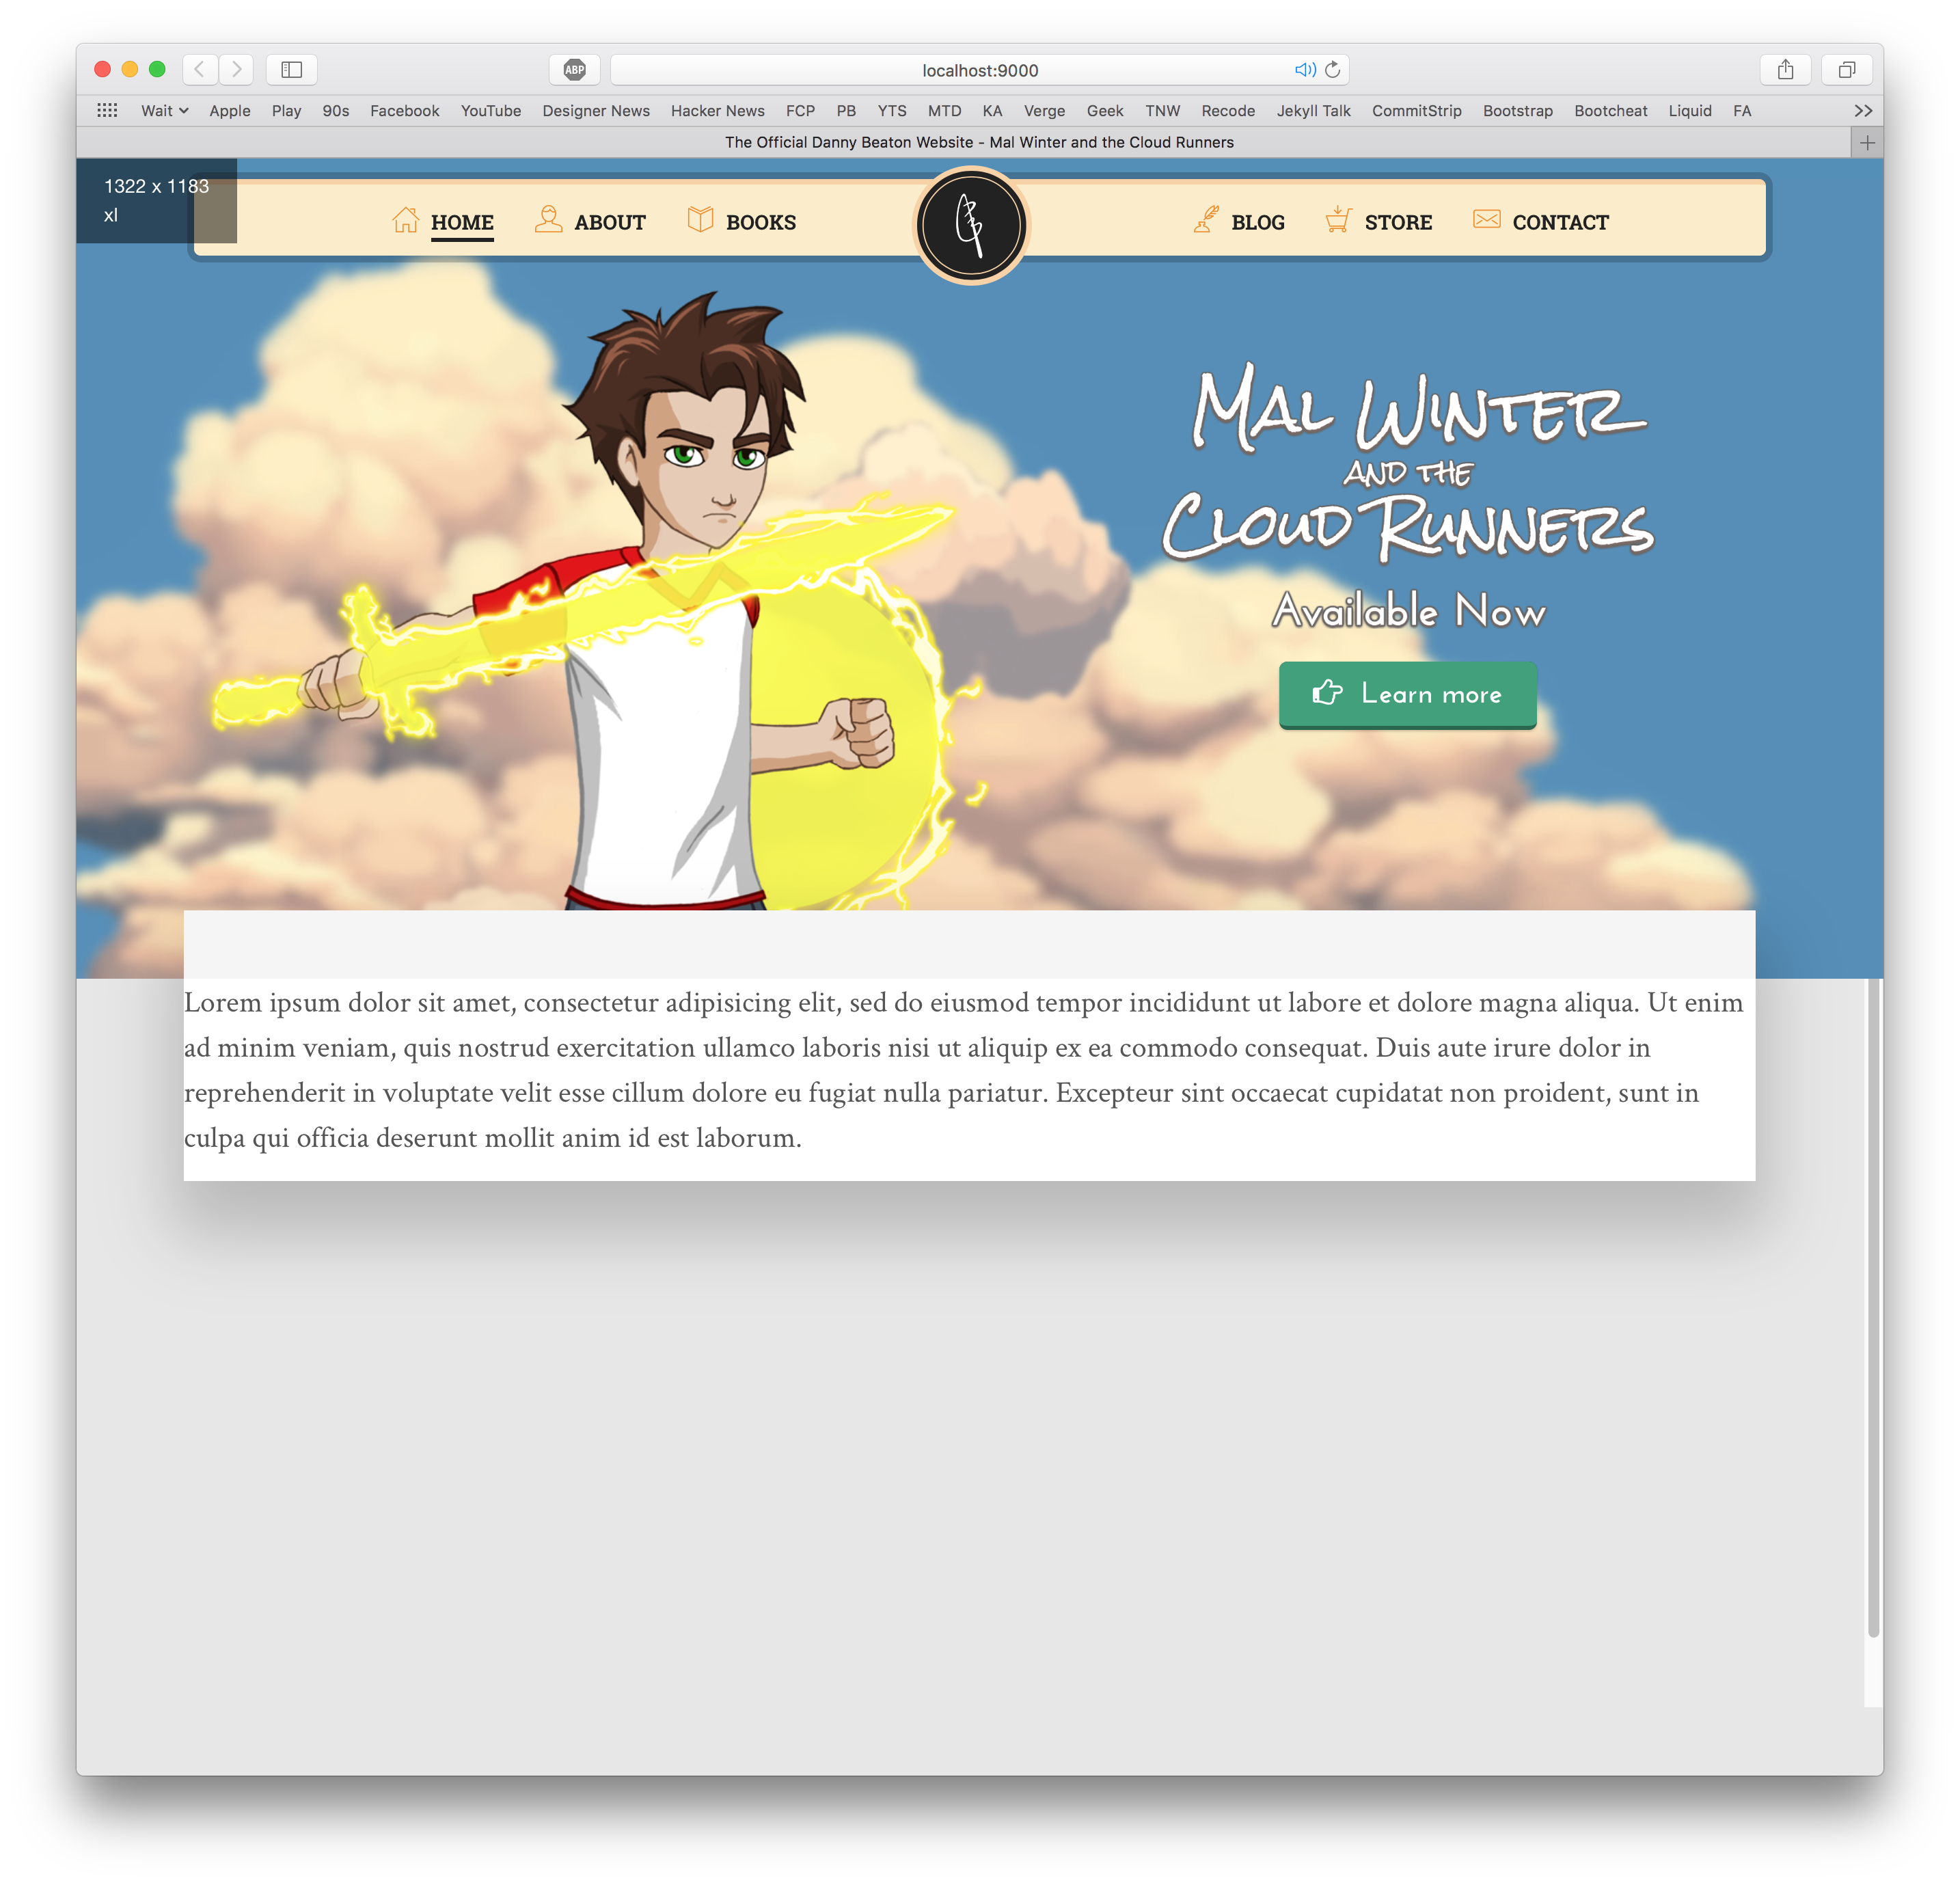 ABP
localhost:9000
Wait Apple Play 90s Facebook YouTube Designer News Hacker News FCP PB YTS MTD KA Verge Geek TNW Recode Jekyll Talk CommitStrip Bootstrap Bootcheat Liquid FA
The Official Danny Beaton Website - Mal Winter and the Cloud Runners
1322 x 1183
xl
HOME ABOUT BOOKS BLOG STORE CONTACT
Mal Winter
and the
Cloud Runners
Available Now
Learn more
Lorem ipsum dolor sit amet, consectetur adipisicing elit, sed do eiusmod tempor incididunt ut labore et dolore magna aliqua. Ut enim
ad minim veniam, quis nostrud exercitation ullamco laboris nisi ut aliquip ex ea commodo consequat. Duis aute irure dolor in
reprehenderit in voluptate velit esse cillum dolore eu fugiat nulla pariatur. Excepteur sint occaecat cupidatat non proident, sunt in
culpa qui officia deserunt mollit anim id est laborum.